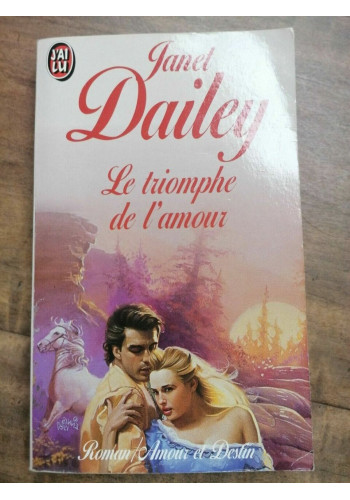 J'AI
LU
Janet
Dailey
Le triomphe
de l'amour
Roman/Amour et Destin